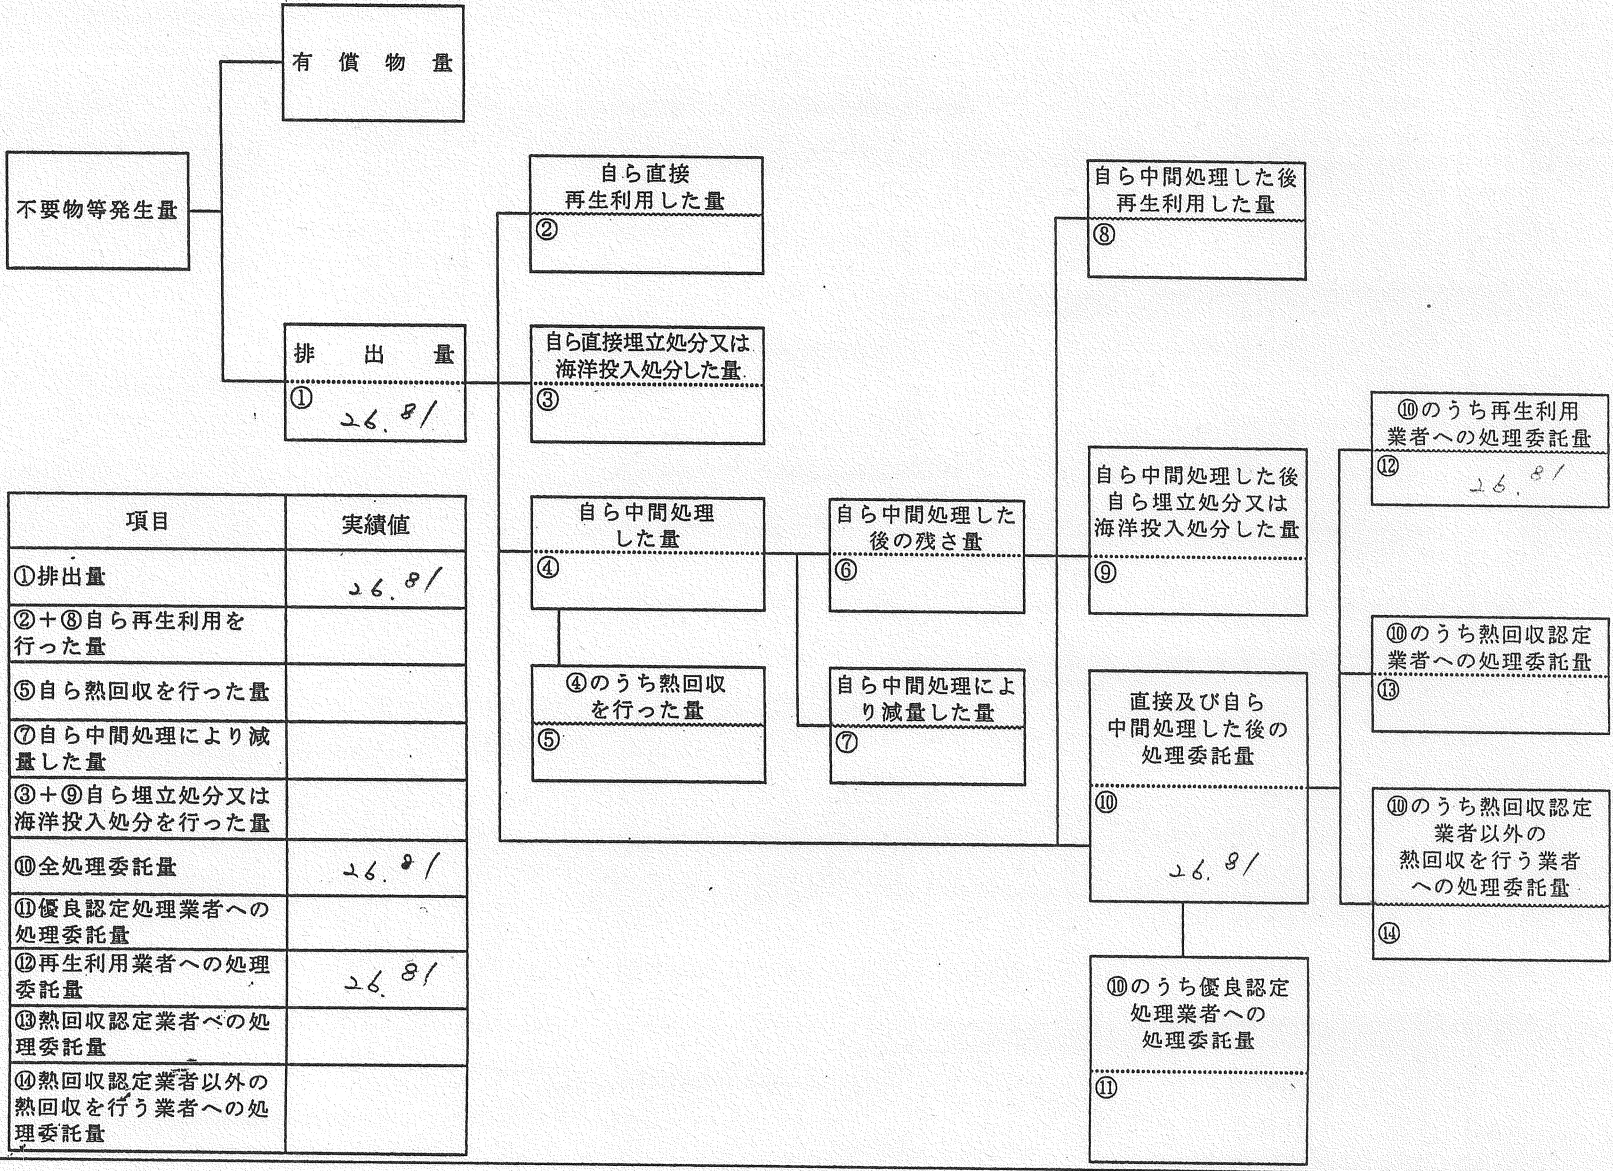 有償物量
不要物等発生量
排出量
①
26.81
自ら直接
再生利用した量
②
自ら直接埋立処分又は
海洋投入処分した量
③
自ら中間処理
した量
④
④のうち熱回収
を行った量
⑤
自ら中間処理した
後の残さ量
⑥
自ら中間処理によ
り減量した量
⑦
自ら中間処理した後
再生利用した量
⑧
自ら中間処理した後
自ら埋立処分又は
海洋投入処分した量
⑨
直接及び自ら
中間処理した後の
処理委託量
⑩
26.81
⑩のうち優良認定
処理業者への
処理委託量
⑪
⑩のうち再生利用
業者への処理委託量
⑫
26.81
⑩のうち熱回収認定
業者への処理委託量
⑬
⑩のうち熱回収認定
業者以外の
熱回収を行う業者
への処理委託量
⑭
項目 実績値
①排出量 26.81
②+⑧自ら再生利用を
行った量
⑤自ら熱回収を行った量
⑦自ら中間処理により減
量した量
③+⑨自ら埋立処分又は
海洋投入処分を行った量
⑩全処理委託量 26.81
⑪優良認定処理業者への
処理委託量
⑫再生利用業者への処理
委託量 26.81
⑬熱回収認定業者への処
理委託量
⑭熱回収認定業者以外の
熱回収を行う業者への処
理委託量